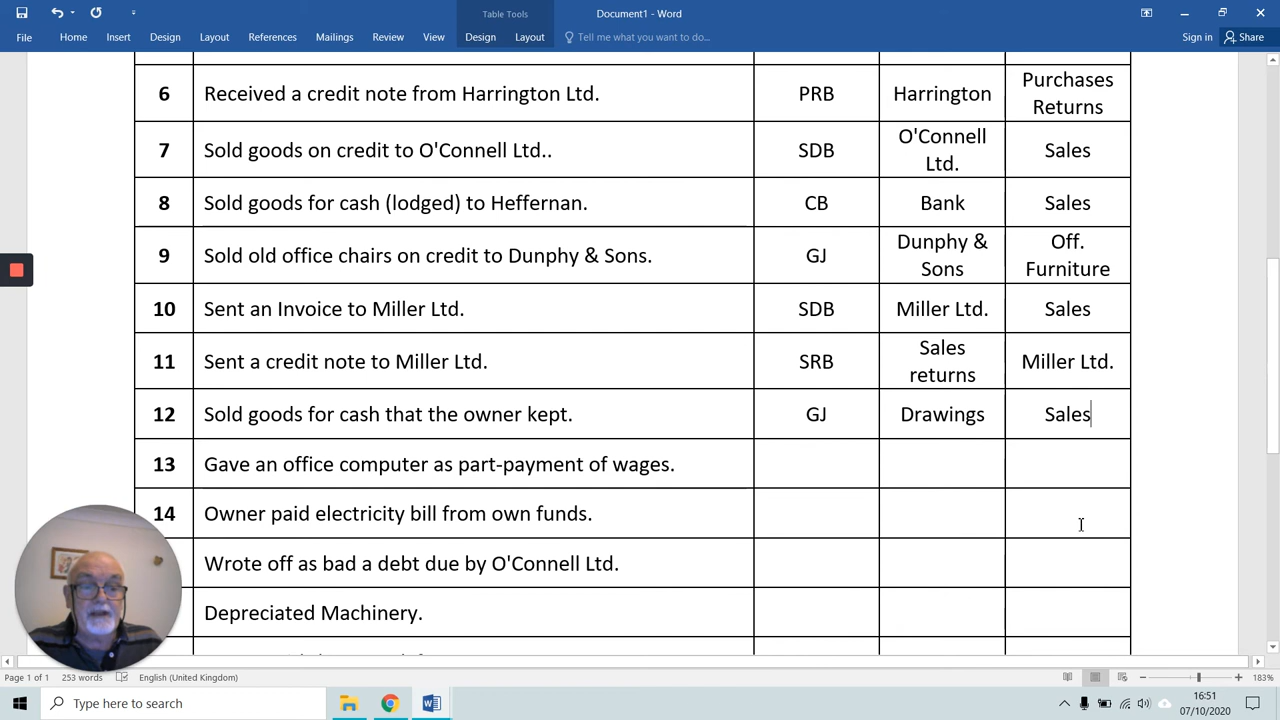 Table Tools
Document1 - Word
File Home Insert Design Layout References Mailings Review View Design Layout Tell me what you want to do... Sign in Share
6 Received a credit note from Harrington Ltd. PRB Harrington Purchases Returns
7 Sold goods on credit to O'Connell Ltd.. SDB O'Connell Ltd. Sales
8 Sold goods for cash (lodged) to Heffernan. CB Bank Sales
9 Sold old office chairs on credit to Dunphy & Sons. GJ Dunphy & Sons Off. Furniture
10 Sent an Invoice to Miller Ltd. SDB Miller Ltd. Sales
11 Sent a credit note to Miller Ltd. SRB Sales returns Miller Ltd.
12 Sold goods for cash that the owner kept. GJ Drawings Sales
13 Gave an office computer as part-payment of wages.
14 Owner paid electricity bill from own funds.
Wrote off as bad a debt due by O'Connell Ltd.
Depreciated Machinery.
Page 1 of 1 253 words English (United Kingdom) 183%
Type here to search
16:51
07/10/2020